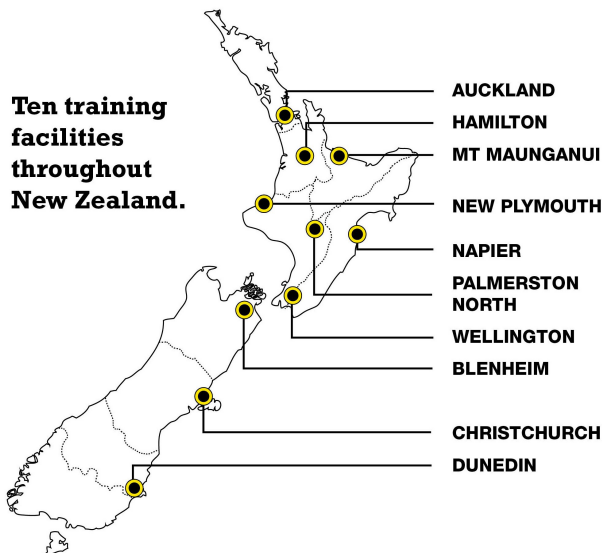 Ten training
facilities
throughout
New Zealand.
AUCKLAND
HAMILTON
MT MAUNGANUI
NEW PLYMOUTH
NAPIER
PALMERSTON
NORTH
WELLINGTON
BLENHEIM
CHRISTCHURCH
DUNEDIN